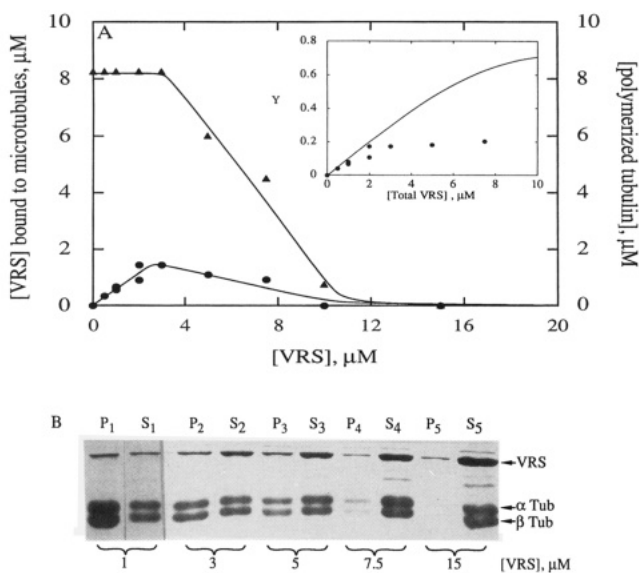 A
[VRS] bound to microtubules, μM
10
8
6
4
2
0
0.8
0.6
0.4
0.2
0
Y
0 2 4 6 8 10
[Total VRS] , μM
10
8
6
4
2
0
[polymerized tubulin], μM
0 4 8 12 16 20
[VRS], μM
B P1 S1 P2 S2 P3 S3 P4 S4 P5 S5
VRS
α Tub
β Tub
1 3 5 7.5 15 [VRS], μM